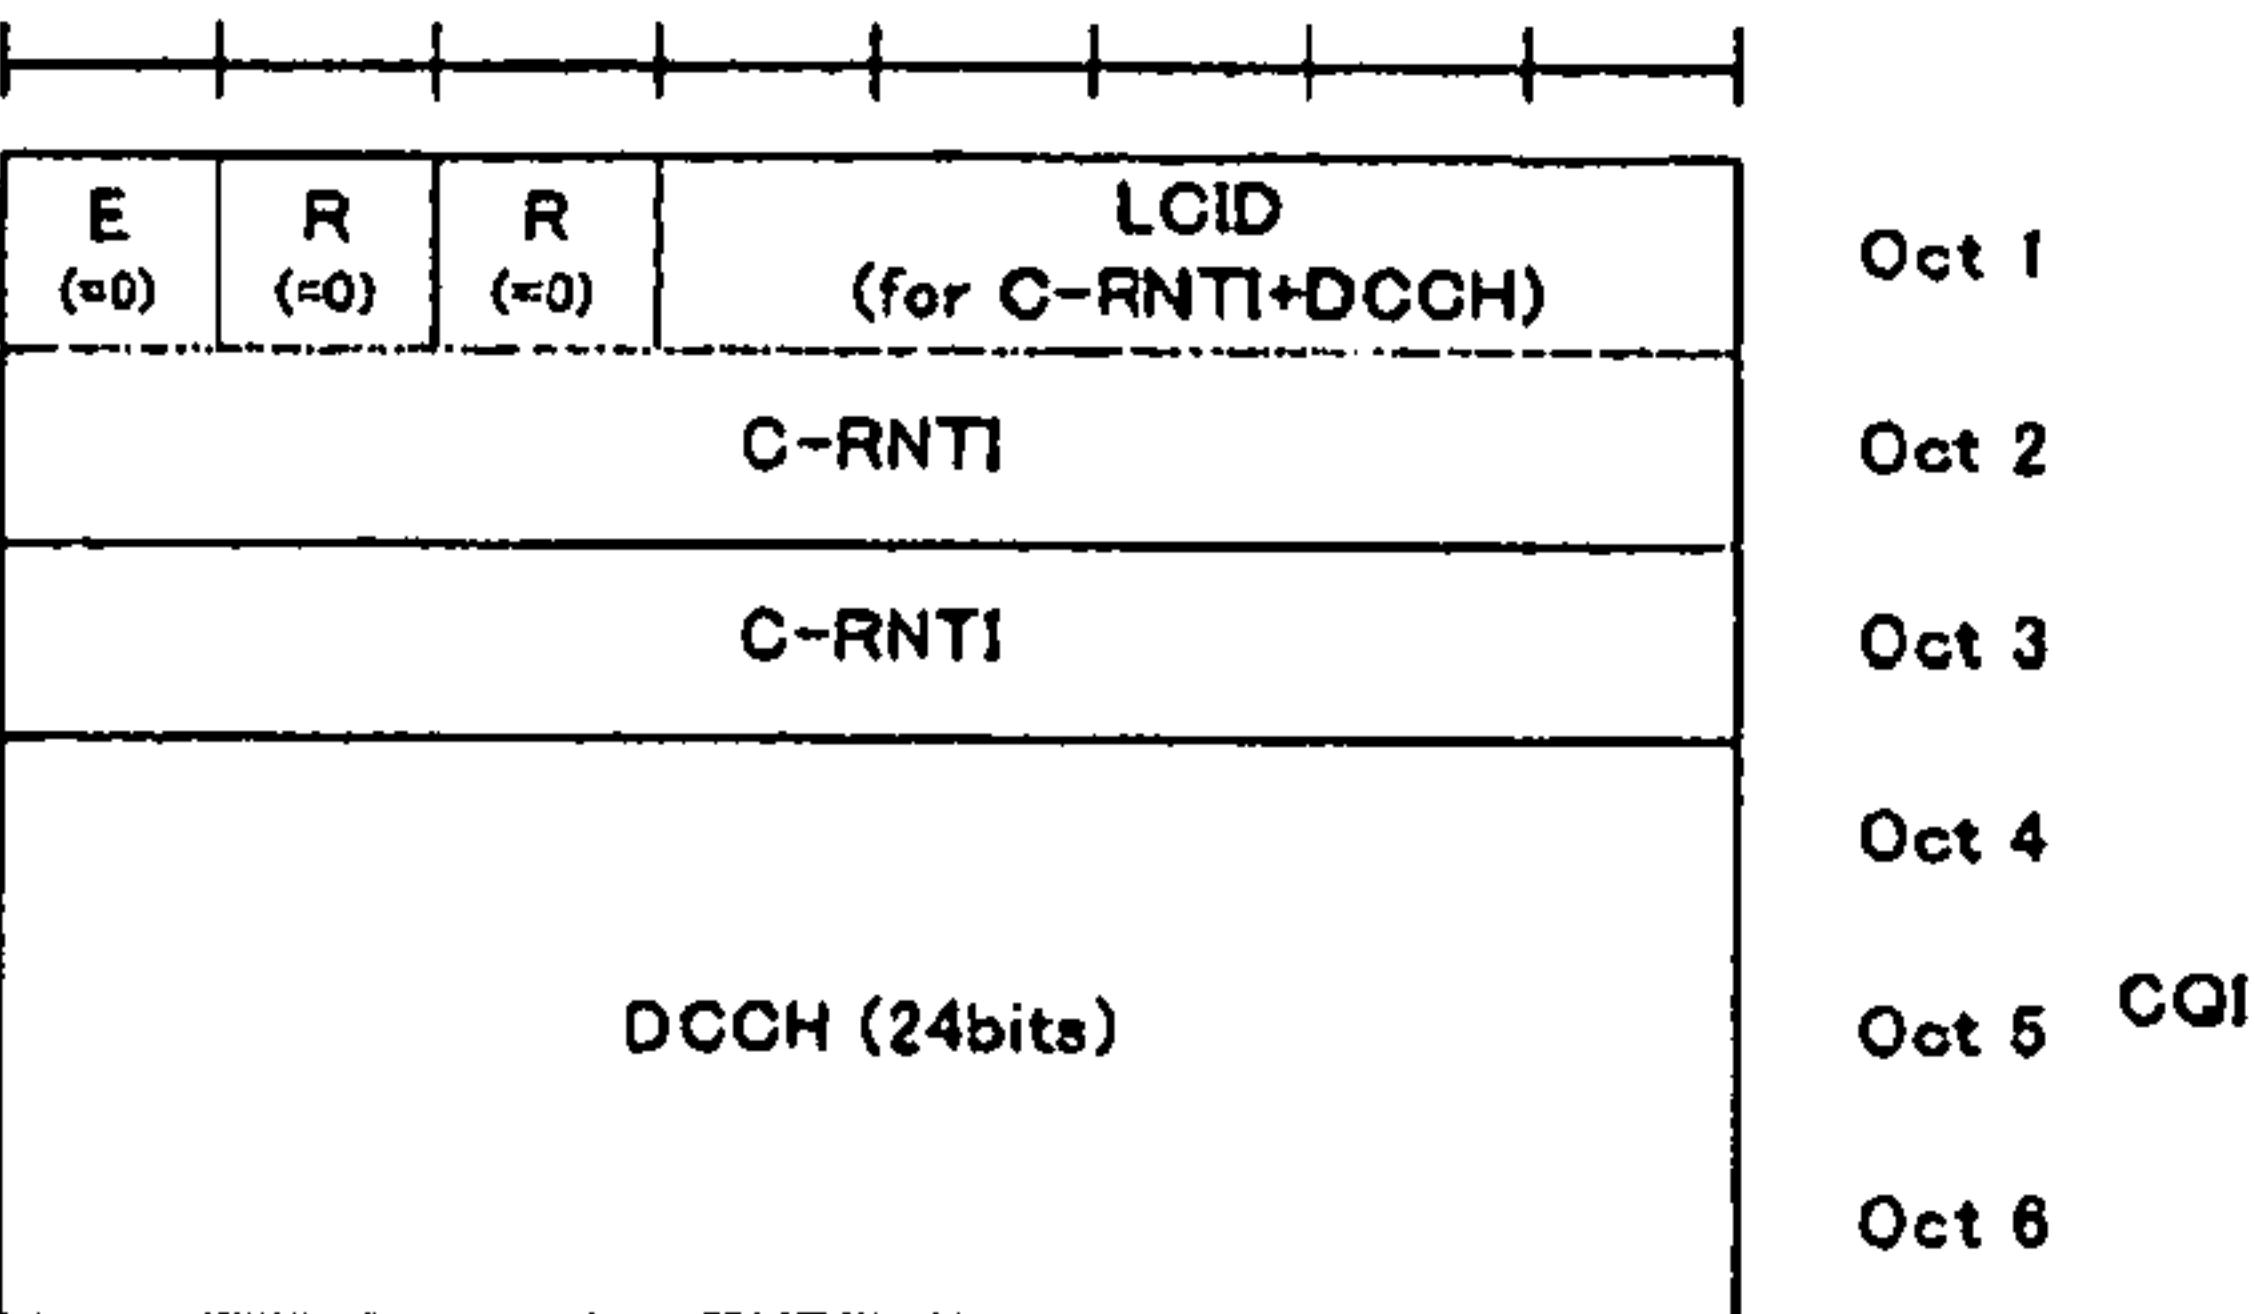 E R R LCID
(=0) (=0) (=0) (for C-RNTI+DCCH) Oct 1
C-RNTI Oct 2
C-RNTI Oct 3
Oct 4
DCCH (24bits) Oct 5 CQI
Oct 6